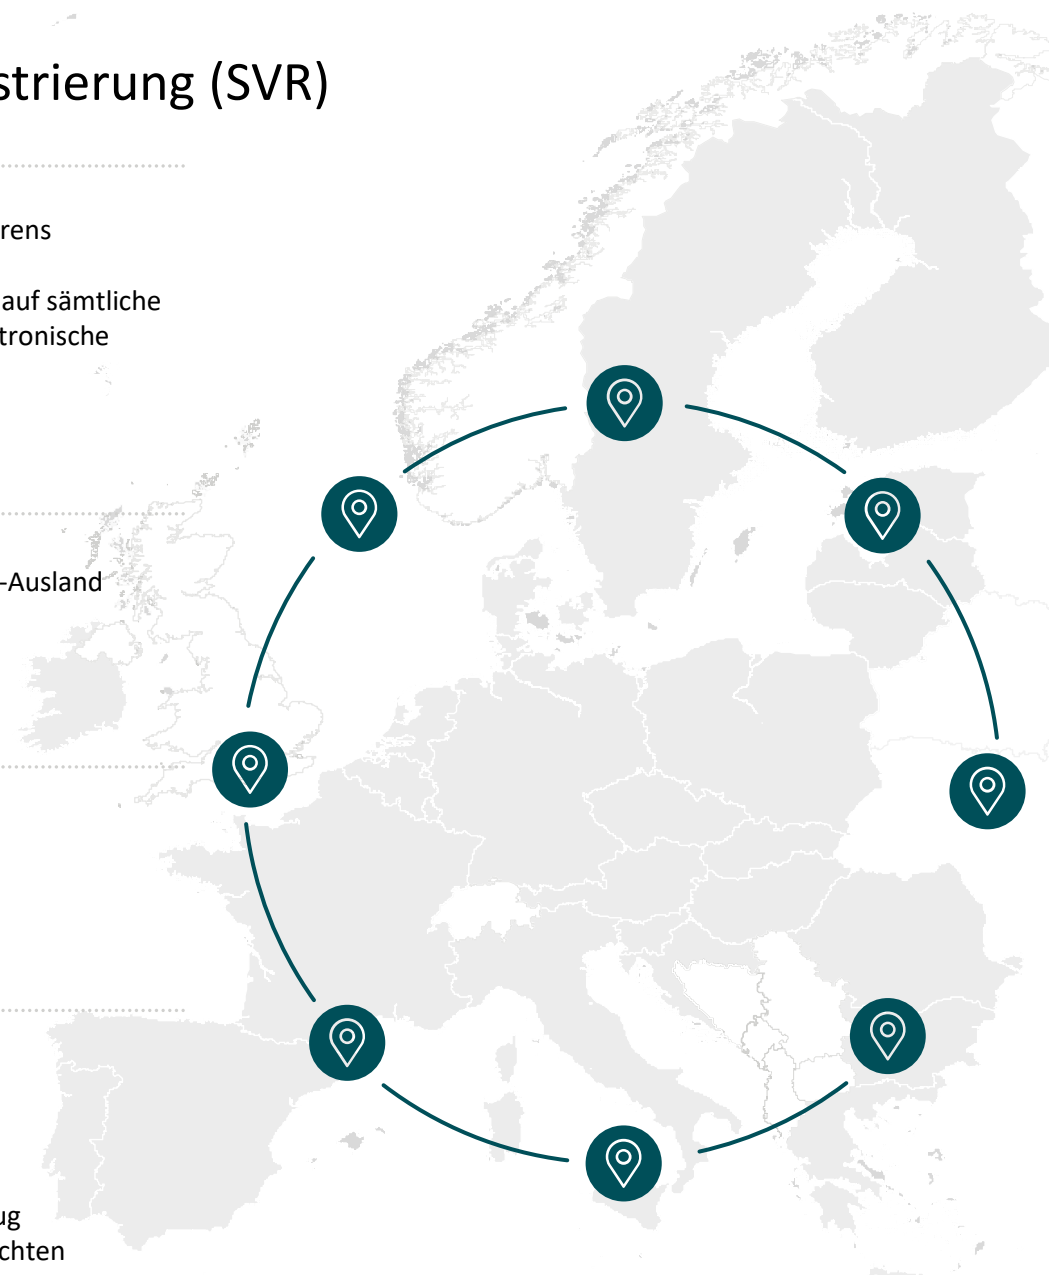 strierung (SVR)
rens
auf sämtliche
tronische
-Ausland
ug
chten